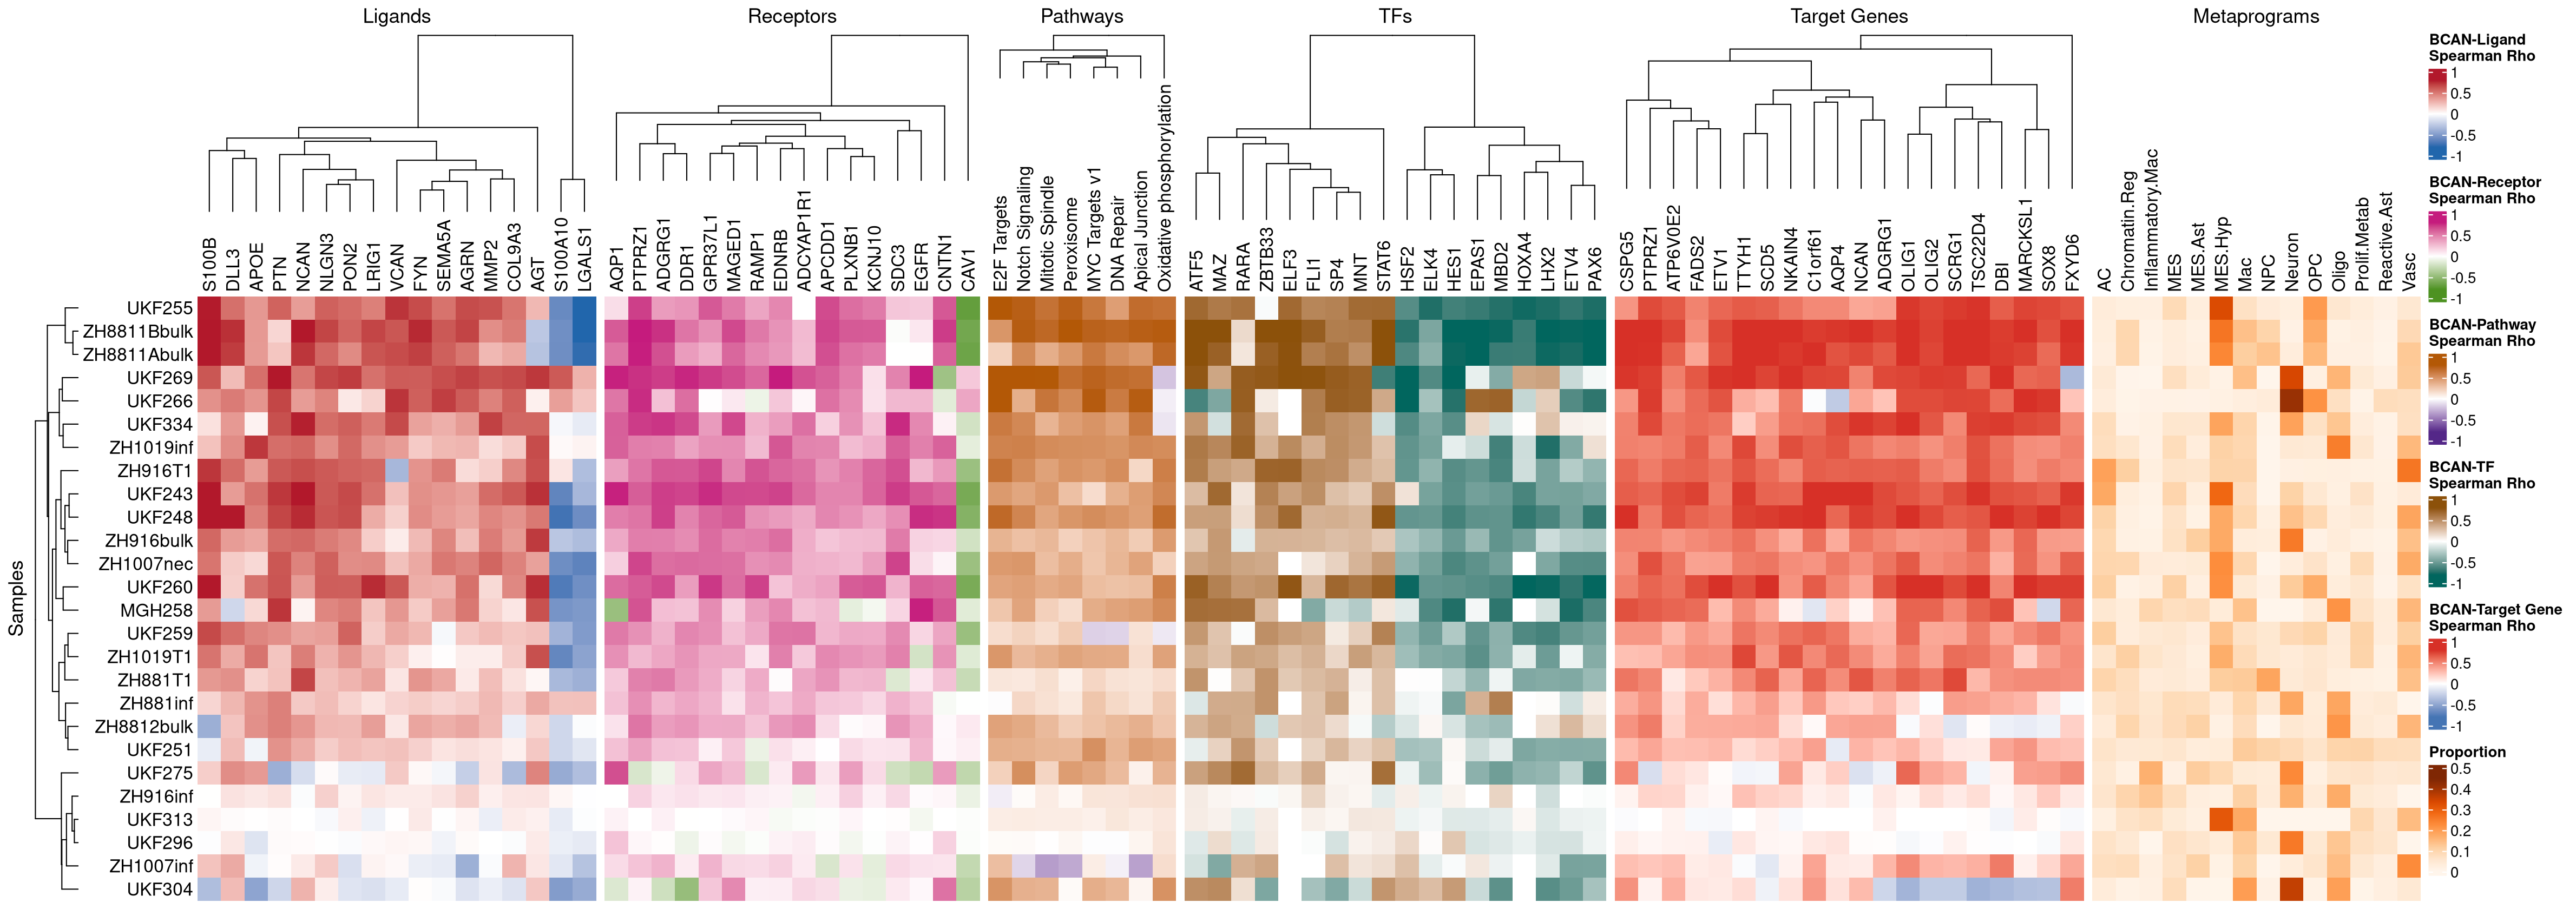 Ligands
Receptors
Pathways
TFs
Target Genes
Metaprograms
S100B
DLL3
APOE
PTN
NCAN
NLGN3
PON2
LRIG1
VCAN
FYN
SEMA5A
AGRN
MMP2
COL9A3
AGT
S100A10
LGALS1
AQP1
PTPRZ1
ADGRG1
DDR1
GPR37L1
MAGED1
RAMP1
EDNRB
ADCYAP1R1
APCDD1
PLXNB1
KCNJ10
SDC3
EGFR
CNTN1
CAV1
E2F Targets
Notch Signaling
Mitotic Spindle
Peroxisome
MYC Targets v1
DNA Repair
Apical Junction
Oxidative phosphorylation
ATF5
MAZ
RARA
ZBTB33
ELF3
FLI1
SP4
MNT
STAT6
HSF2
ELK4
HES1
EPAS1
MBD2
HOXA4
LHX2
ETV4
PAX6
CSPG5
PTPRZ1
ATP6V0E2
FADS2
ETV1
TTYH1
SCD5
NKAIN4
C1orf61
AQP4
NCAN
ADGRG1
OLIG1
OLIG2
SCRG1
TSC22D4
DBI
MARCKSL1
SOX8
FXYD6
AC
Chromatin.Reg
Inflammatory.Mac
MES
MES.Ast
MES.Hyp
Mac
NPC
Neuron
OPC
Oligo
Prolif.Metab
Reactive.Ast
Vasc
Samples
UKF255
ZH8811Bbulk
ZH8811Abulk
UKF269
UKF266
UKF334
ZH1019inf
ZH916T1
UKF243
UKF248
ZH916bulk
ZH1007nec
UKF260
MGH258
UKF259
ZH1019T1
ZH881T1
ZH881inf
ZH8812bulk
UKF251
UKF275
ZH916inf
UKF313
UKF296
ZH1007inf
UKF304
BCAN-Ligand
Spearman Rho
1
0.5
0
-0.5
-1
BCAN-Receptor
Spearman Rho
1
0.5
0
-0.5
-1
BCAN-Pathway
Spearman Rho
1
0.5
0
-0.5
-1
BCAN-TF
Spearman Rho
1
0.5
0
-0.5
-1
BCAN-Target Gene
Spearman Rho
1
0.5
0
-0.5
-1
Proportion
0.5
0.4
0.3
0.2
0.1
0